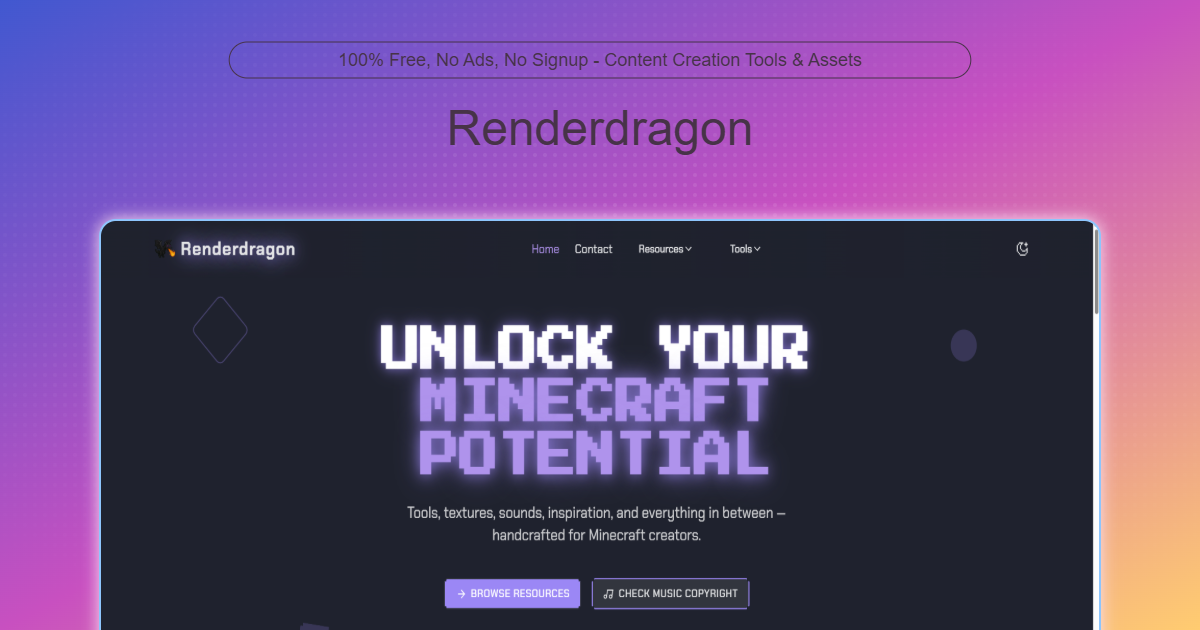 100% Free, No Ads, No Signup - Content Creation Tools & Assets
Renderdragon
Renderdragon
Home Contact Resources Tools
UNLOCK YOUR
MINECRAFT
POTENTIAL
Tools, textures, sounds, inspiration, and everything in between –
handcrafted for Minecraft creators.
BROWSE RESOURCES CHECK MUSIC COPYRIGHT